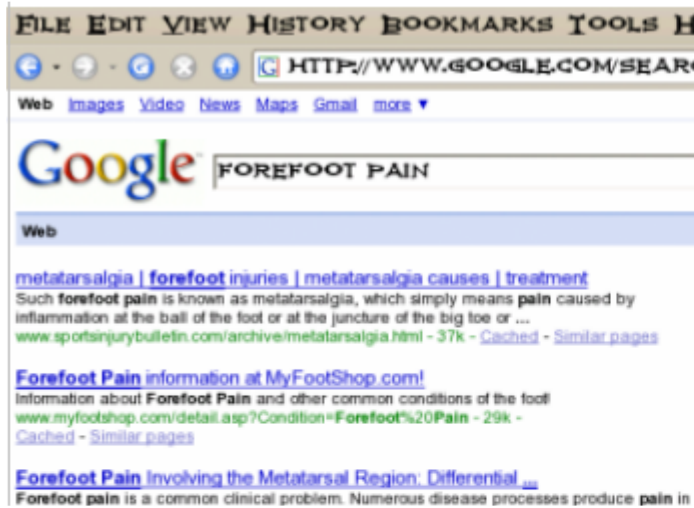 File Edit View History Bookmarks Tools H
G http://www.google.com/sear
Web Images Video News Maps Gmail more ▼
Google forefoot pain
Web
metatarsalgia | forefoot injuries | metatarsalgia causes | treatment
Such forefoot pain is known as metatarsalgia, which simply means pain caused by
inflammation at the ball of the foot or at the juncture of the big toe or ...
www.sportsinjurybulletin.com/archive/metatarsalgia.html - 37k - Cached - Similar pages
Forefoot Pain information at MyFootShop.com!
Information about Forefoot Pain and other common conditions of the foot!
www.myfootshop.com/detail.asp?Condition=Forefoot%20Pain - 29k -
Cached - Similar pages
Forefoot Pain Involving the Metatarsal Region: Differential ...
Forefoot pain is a common clinical problem. Numerous disease processes produce pain in